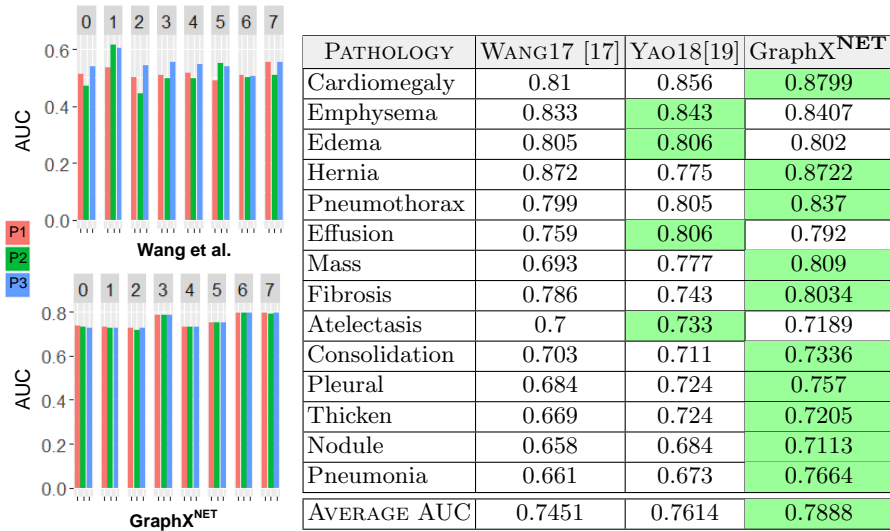 0 1 2 3 4 5 6 7
AUC
0.6
0.4
0.2
0.0
Wang et al.
P1
P2
P3
0 1 2 3 4 5 6 7
AUC
0.8
0.6
0.4
0.2
0.0
GraphX^NET
PATHOLOGY WANG17 [17] YAO18[19] GraphX^NET
Cardiomegaly 0.81 0.856 0.8799
Emphysema 0.833 0.843 0.8407
Edema 0.805 0.806 0.802
Hernia 0.872 0.775 0.8722
Pneumothorax 0.799 0.805 0.837
Effusion 0.759 0.806 0.792
Mass 0.693 0.777 0.809
Fibrosis 0.786 0.743 0.8034
Atelectasis 0.7 0.733 0.7189
Consolidation 0.703 0.711 0.7336
Pleural 0.684 0.724 0.757
Thicken 0.669 0.724 0.7205
Nodule 0.658 0.684 0.7113
Pneumonia 0.661 0.673 0.7664
AVERAGE AUC 0.7451 0.7614 0.7888